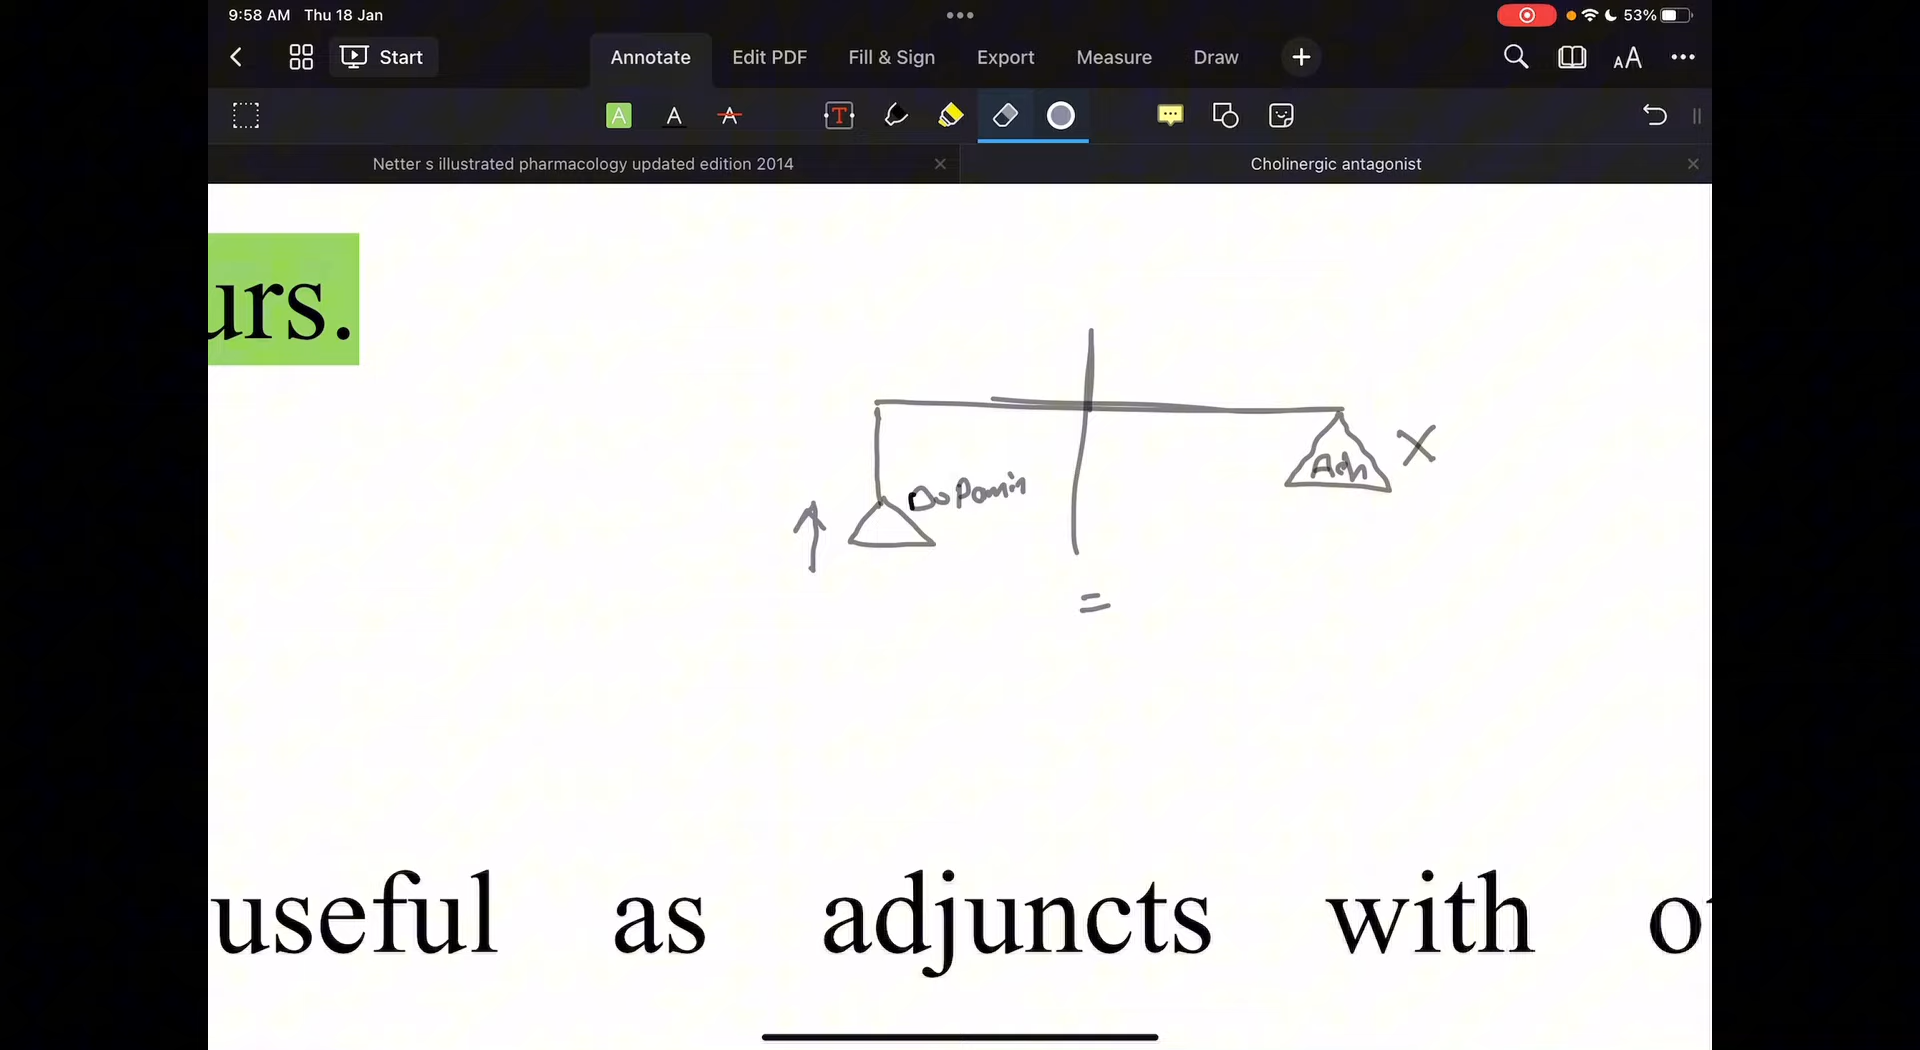 9:58 AM Thu 18 Jan
53%
Start
Annotate Edit PDF Fill & Sign Export Measure Draw
Netter s illustrated pharmacology updated edition 2014
Cholinergic antagonist
urs.
Dopamin
Ach
X
=
useful as adjuncts with